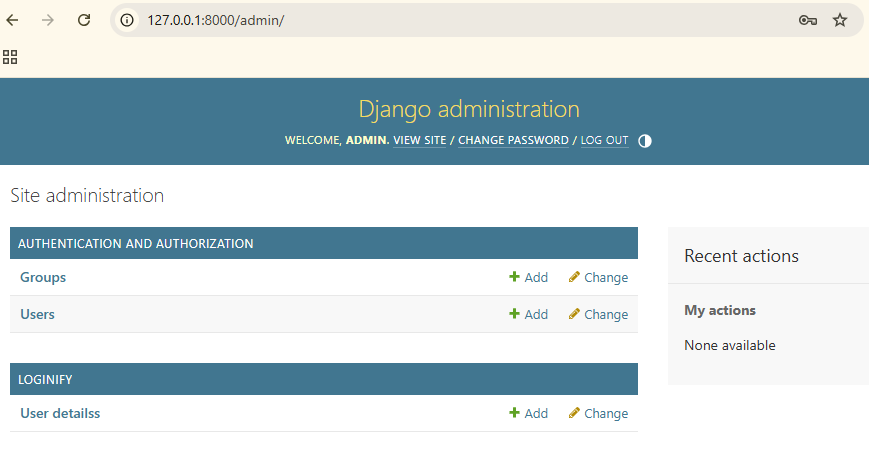 127.0.0.1:8000/admin/
Django administration
WELCOME, ADMIN. VIEW SITE / CHANGE PASSWORD / LOG OUT
Site administration
AUTHENTICATION AND AUTHORIZATION
Groups Add Change
Users Add Change
LOGINIFY
User detailss Add Change
Recent actions
My actions
None available